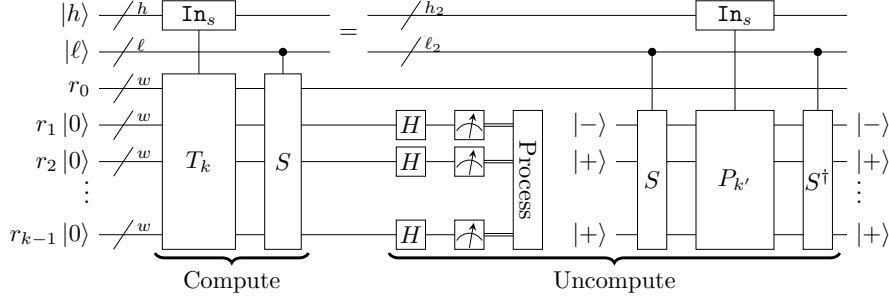 |h⟩ h In_s = h_2 In_s
|ℓ⟩ ℓ ℓ_2
r_0 w
r_1 |0⟩ w H |−⟩ |−⟩
r_2 |0⟩ w T_k S H Process |+⟩ S P_{k'} S† |+⟩
⋮ ⋮ ⋮
r_{k−1} |0⟩ w H |+⟩ |+⟩
Compute Uncompute